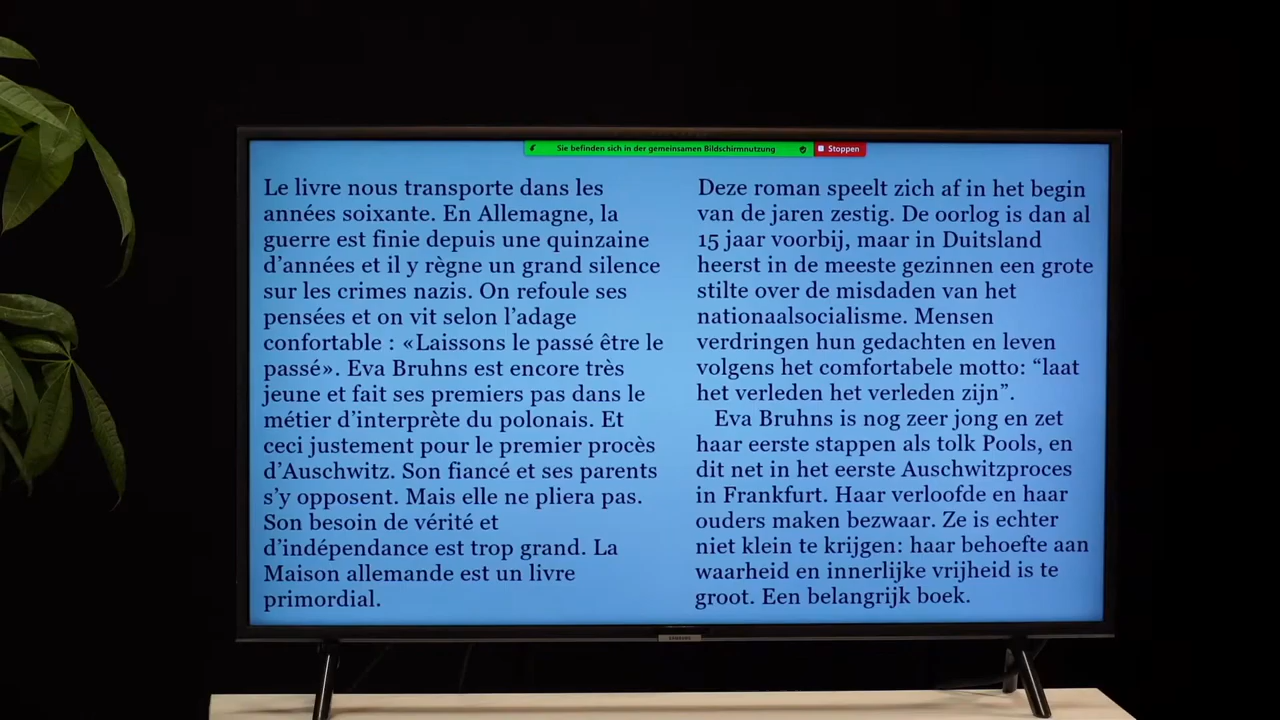 Sie befinden sich in der gemeinsamen Bildschirmnutzung
Stoppen
Le livre nous transporte dans les
années soixante. En Allemagne, la
guerre est finie depuis une quinzaine
d’années et il y règne un grand silence
sur les crimes nazis. On refoule ses
pensées et on vit selon l’adage
confortable : «Laissons le passé être le
passé». Eva Bruhns est encore très
jeune et fait ses premiers pas dans le
métier d’interprète du polonais. Et
ceci justement pour le premier procès
d’Auschwitz. Son fiancé et ses parents
s’y opposent. Mais elle ne pliera pas.
Son besoin de vérité et
d’indépendance est trop grand. La
Maison allemande est un livre
primordial.
Deze roman speelt zich af in het begin
van de jaren zestig. De oorlog is dan al
15 jaar voorbij, maar in Duitsland
heerst in de meeste gezinnen een grote
stilte over de misdaden van het
nationaalsocialisme. Mensen
verdringen hun gedachten en leven
volgens het comfortabele motto: “laat
het verleden het verleden zijn”.
Eva Bruhns is nog zeer jong en zet
haar eerste stappen als tolk Pools, en
dit net in het eerste Auschwitzproces
in Frankfurt. Haar verloofde en haar
ouders maken bezwaar. Ze is echter
niet klein te krijgen: haar behoefte aan
waarheid en innerlijke vrijheid is te
groot. Een belangrijk boek.
SAMSUNG